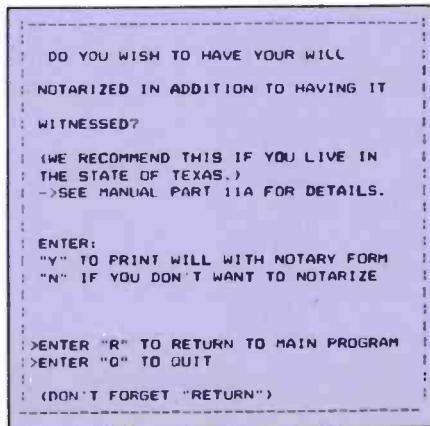 DO YOU WISH TO HAVE YOUR WILL
NOTARIZED IN ADDITION TO HAVING IT
WITNESSED?
(WE RECOMMEND THIS IF YOU LIVE IN
THE STATE OF TEXAS.)
->SEE MANUAL PART 11A FOR DETAILS.
ENTER:
"Y" TO PRINT WILL WITH NOTARY FORM
"N" IF YOU DON'T WANT TO NOTARIZE
>ENTER "R" TO RETURN TO MAIN PROGRAM
>ENTER "Q" TO QUIT
(DON'T FORGET "RETURN")